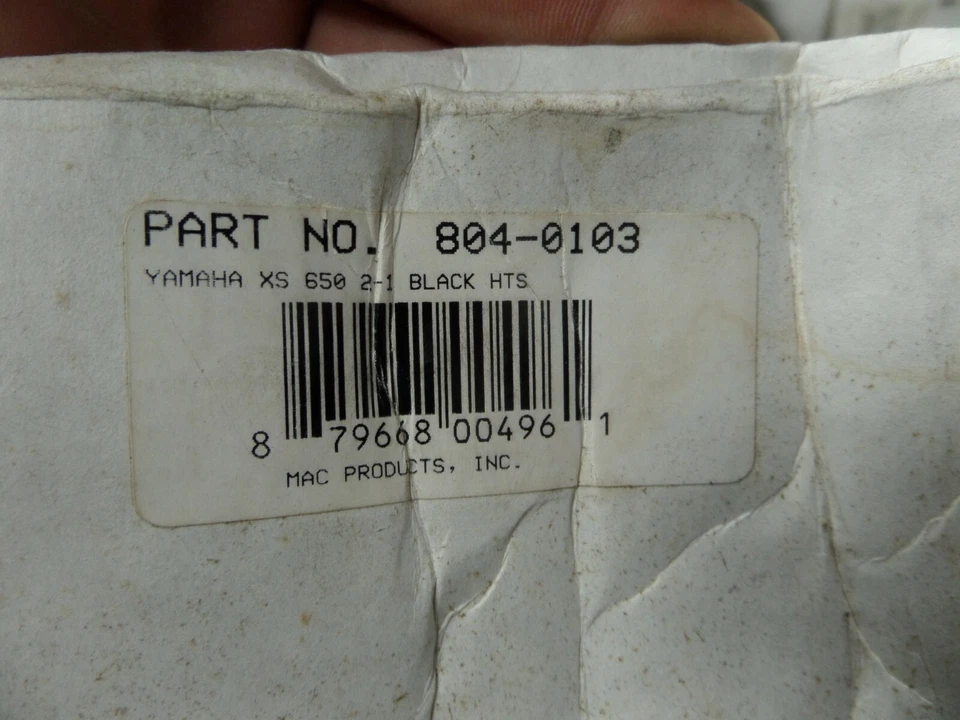 PART NO. 804-0103
YAMAHA XS 650 2-1 BLACK HTS
8 79668 00496 1
MAC PRODUCTS, INC.